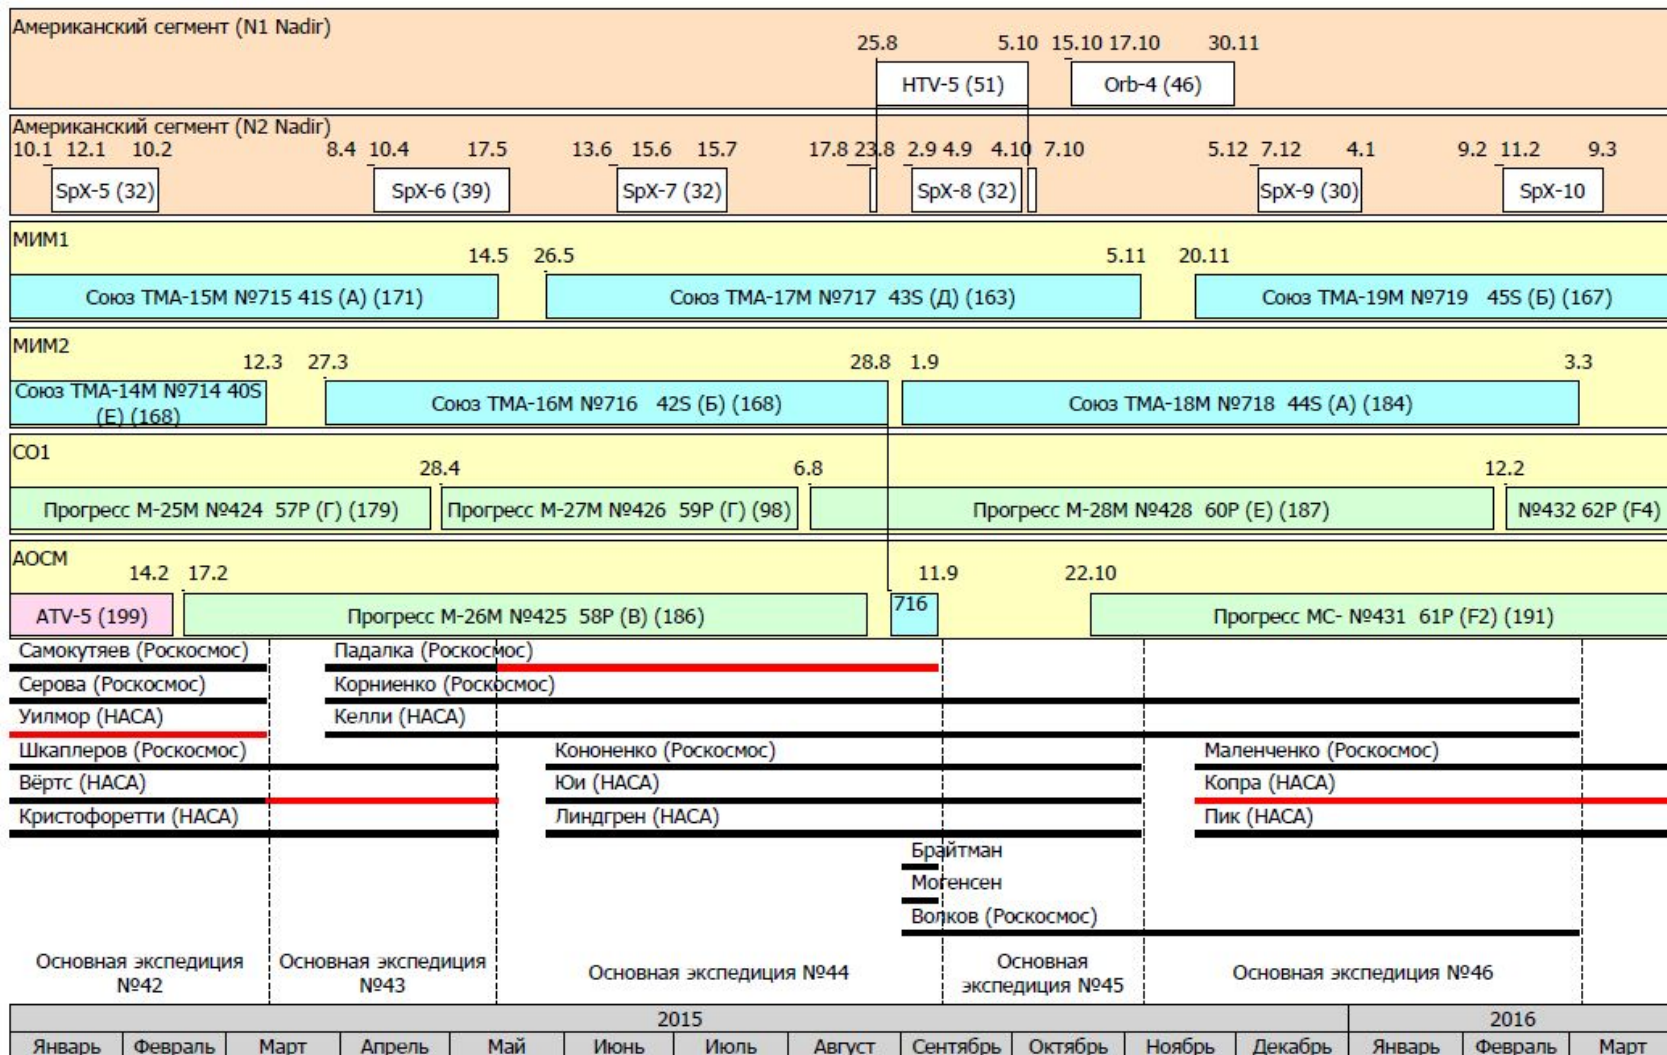 Американский сегмент (N1 Nadir)
25.8 5.10 15.10 17.10 30.11
HTV-5 (51) Orb-4 (46)
Американский сегмент (N2 Nadir)
10.1 12.1 10.2 8.4 10.4 17.5 13.6 15.6 15.7 17.8 23.8 2.9 4.9 4.10 7.10 5.12 7.12 4.1 9.2 11.2 9.3
SpX-5 (32) SpX-6 (39) SpX-7 (32) SpX-8 (32) SpX-9 (30) SpX-10
МИМ1
14.5 26.5 5.11 20.11
Союз ТМА-15М №715 41S (А) (171) Союз ТМА-17М №717 43S (Д) (163) Союз ТМА-19М №719 45S (Б) (167)
МИМ2
12.3 27.3 28.8 1.9 3.3
Союз ТМА-14М №714 40S
(Е) (168)
Союз ТМА-16М №716 42S (Б) (168) Союз ТМА-18М №718 44S (А) (184)
СО1
28.4 6.8 12.2
Прогресс М-25М №424 57Р (Г) (179) Прогресс М-27М №426 59Р (Г) (98) Прогресс М-28М №428 60Р (Е) (187) №432 62Р (F4)
АОСМ
14.2 17.2 11.9 22.10
ATV-5 (199) Прогресс М-26М №425 58Р (В) (186) 716 Прогресс МС- №431 61Р (F2) (191)
Самокутяев (Роскосмос) Падалка (Роскосмос)
Серова (Роскосмос) Корниенко (Роскосмос)
Уилмор (НАСА) Келли (НАСА)
Шкаплеров (Роскосмос) Кононенко (Роскосмос) Маленченко (Роскосмос)
Вёртс (НАСА) Юи (НАСА) Копра (НАСА)
Кристофоретти (НАСА) Линдгрен (НАСА) Пик (НАСА)
Брайтман
Могенсен
Волков (Роскосмос)
Основная экспедиция
№42
Основная экспедиция
№43
Основная экспедиция №44
Основная
экспедиция №45
Основная экспедиция №46
2015 2016
Январь Февраль Март Апрель Май Июнь Июль Август Сентябрь Октябрь Ноябрь Декабрь Январь Февраль Март